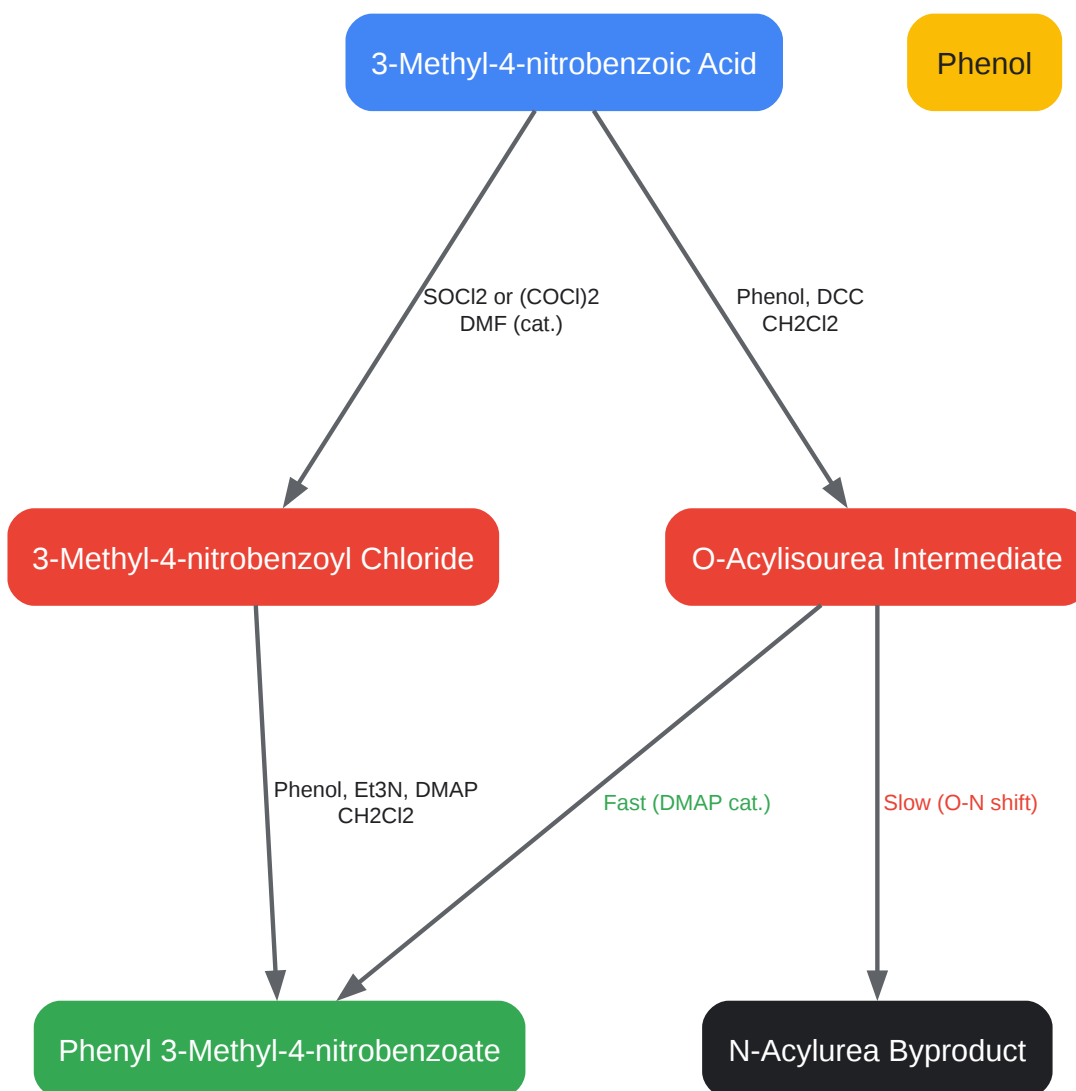 3-Methyl-4-nitrobenzoic Acid
Phenol
SOCl2 or (COCl)2
DMF (cat.)
Phenol, DCC
CH2Cl2
3-Methyl-4-nitrobenzoyl Chloride
O-Acylisourea Intermediate
Phenol, Et3N, DMAP
CH2Cl2
Fast (DMAP cat.)
Slow (O-N shift)
Phenyl 3-Methyl-4-nitrobenzoate
N-Acylurea Byproduct